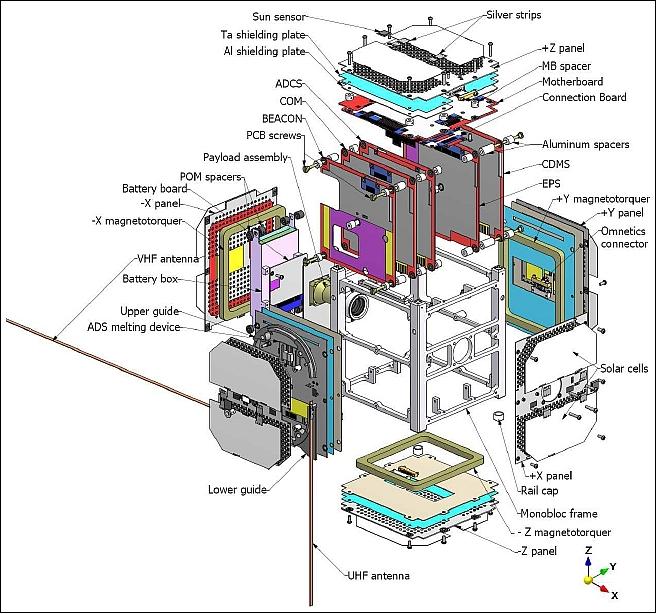 Sun sensor
Silver strips
Ta shielding plate
Al shielding plate
+Z panel
MB spacer
Motherboard
Connection Board
ADCS
COM
BEACON
PCB screws
Payload assembly
Aluminum spacers
CDMS
EPS
POM spacers
Battery board
-X panel
-X magnetotorquer
+Y magnetotorquer
+Y panel
Omnetics
connector
VHF antenna
Battery box
Upper guide
ADS melting device
Solar cells
+X panel
Rail cap
Lower guide
Monobloc frame
- Z magnetotorquer
-Z panel
UHF antenna
Z
Y
X